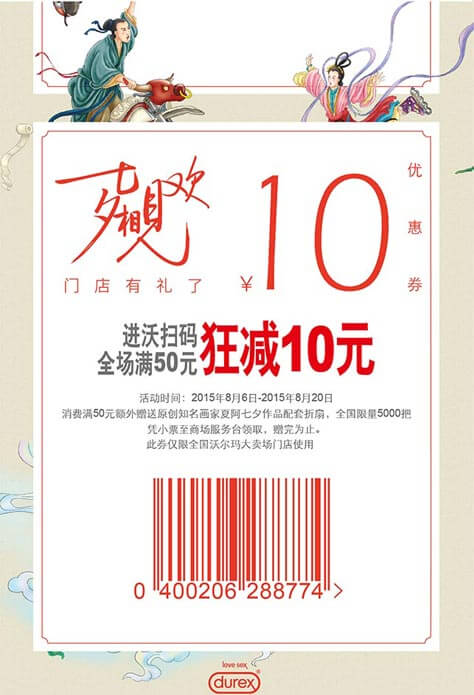 七夕相见欢
门店有礼了
¥10
优惠券
进沃扫码
全场满50元
狂减10元
活动时间：2015年8月6日-2015年8月20日
消费满50元额外赠送原创知名画家夏阿七夕作品配套折扇，全国限量5000把
凭小票至商场服务台领取，赠完为止。
此券仅限全国沃尔玛大卖场门店使用
0 400206 288774 >
love sex
durex